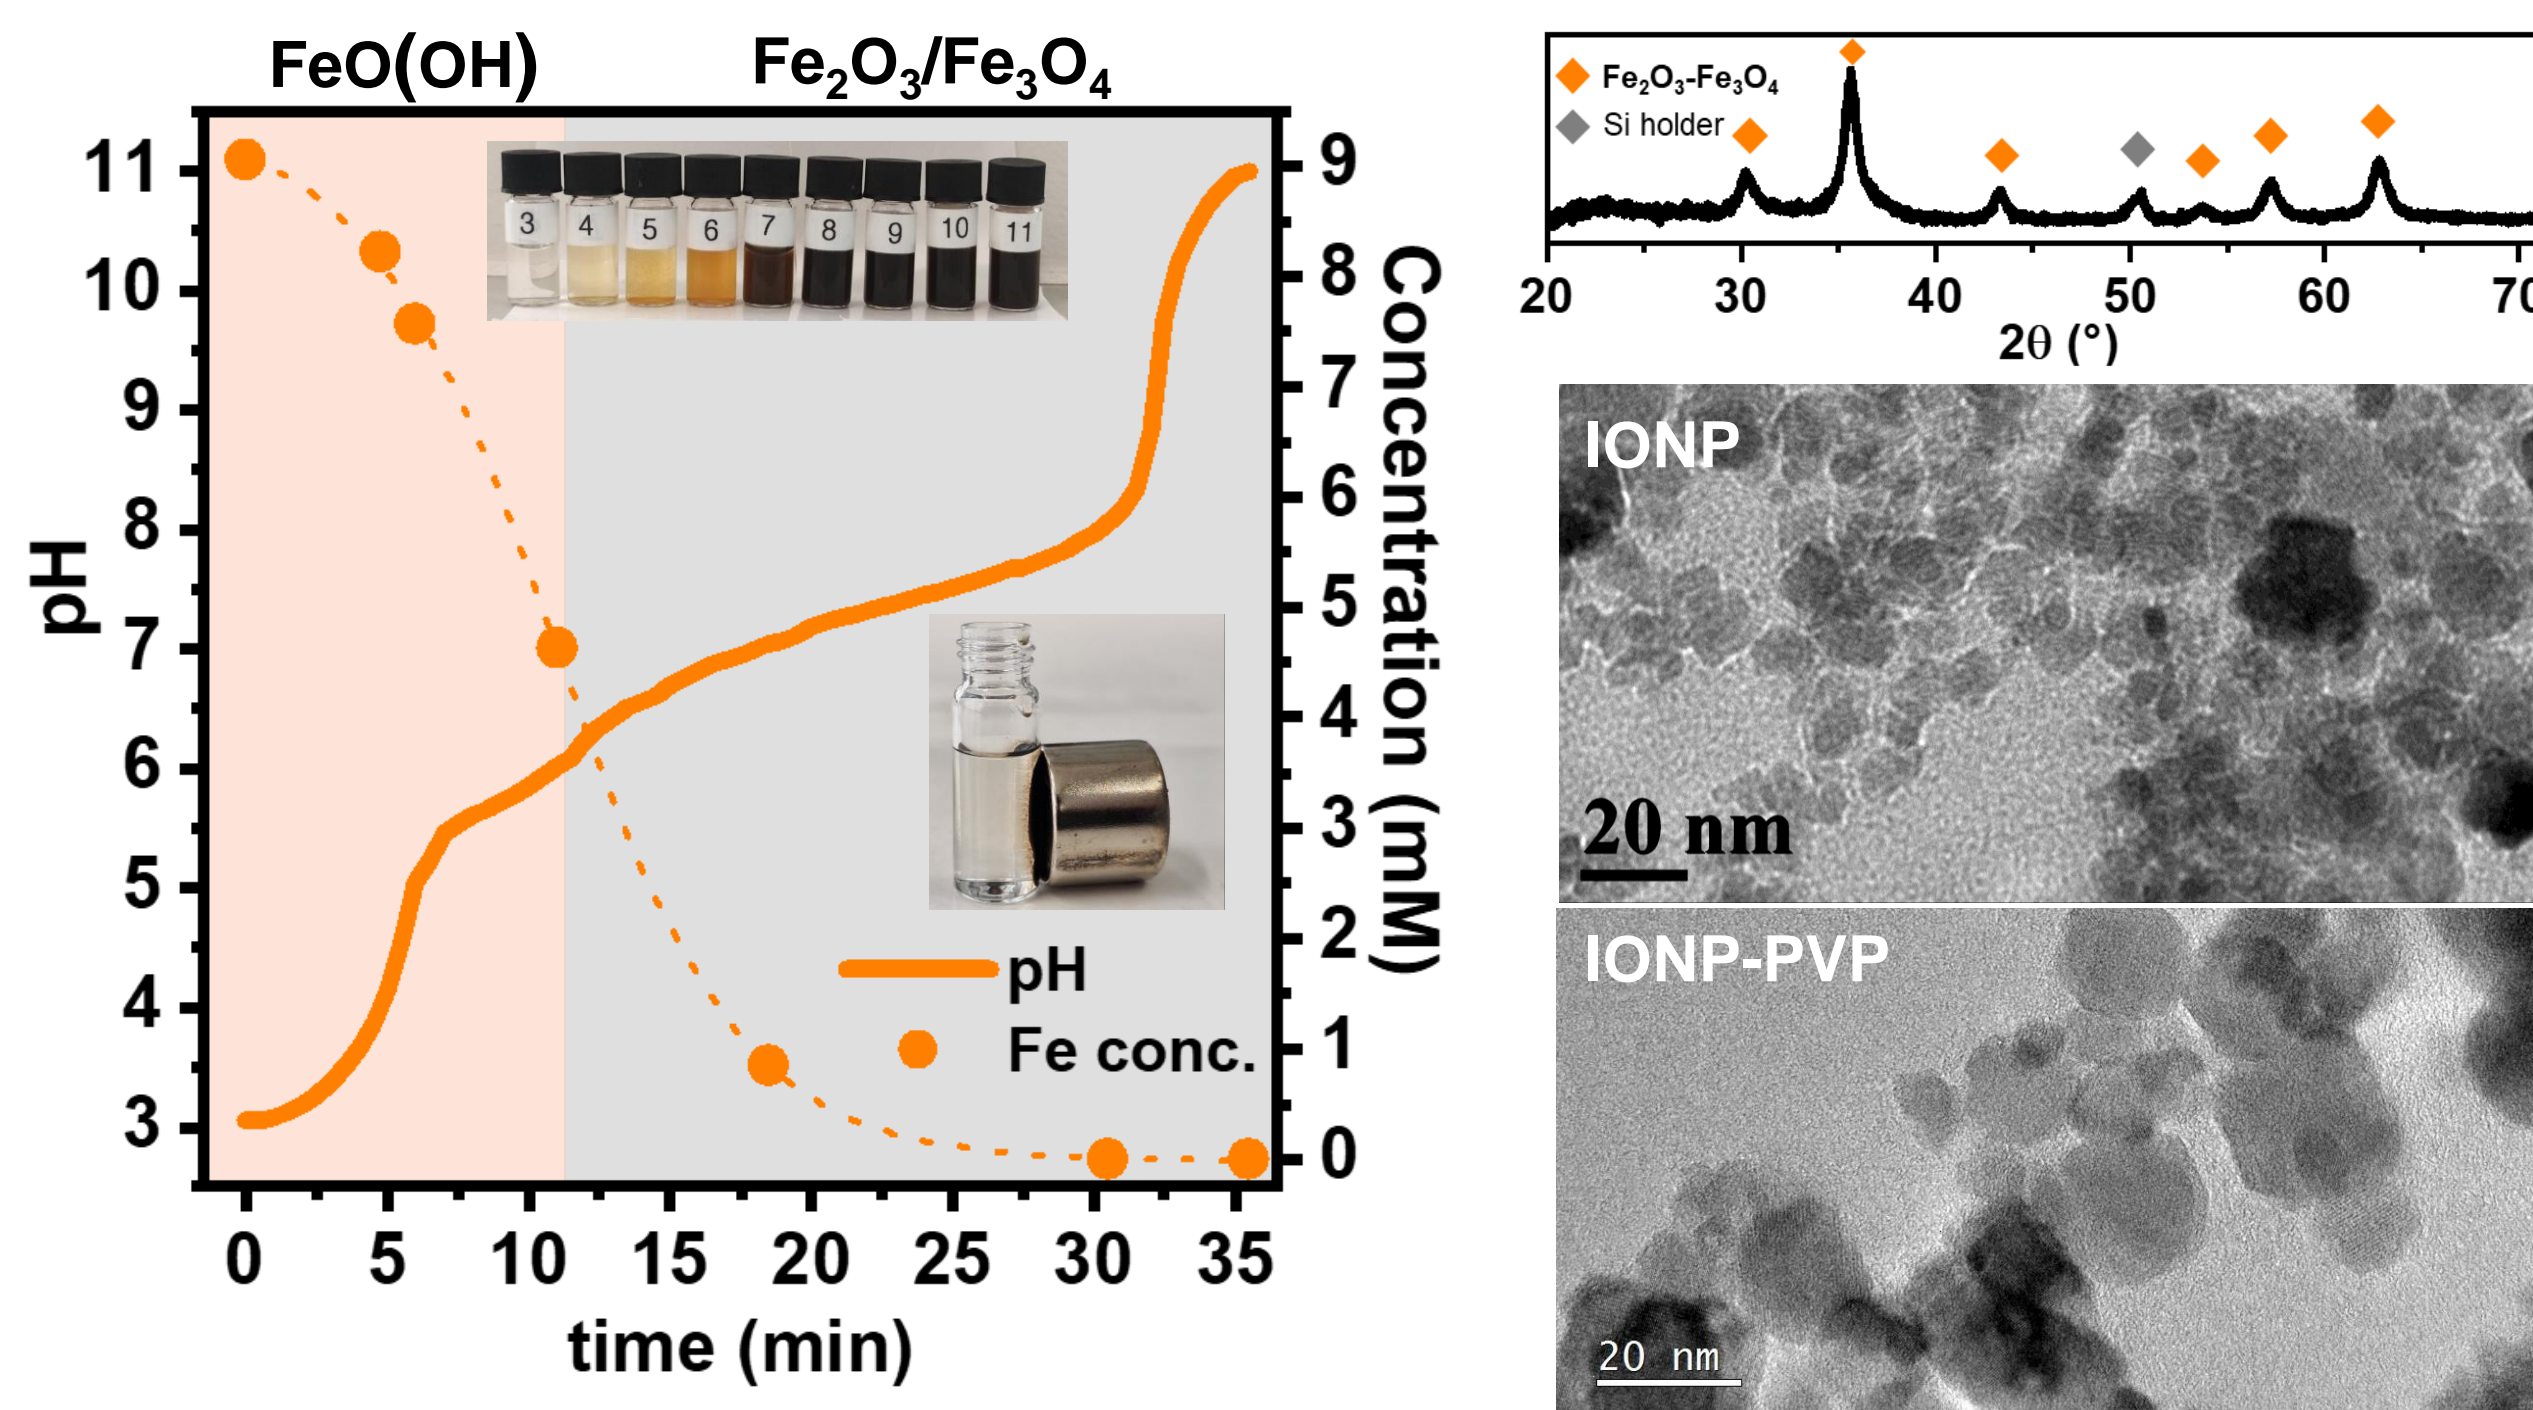 FeO(OH)
Fe₂O₃/Fe₃O₄
11
10
9
8
7
6
5
4
3
pH
3 4 5 6 7 8 9 10 11
9
8
7
6
5
4
3
2
1
0
Concentration (mM)
pH
Fe conc.
0 5 10 15 20 25 30 35
time (min)
Fe₂O₃-Fe₃O₄
Si holder
20 30 40 50 60 70
2θ (°)
IONP
20 nm
IONP-PVP
20 nm